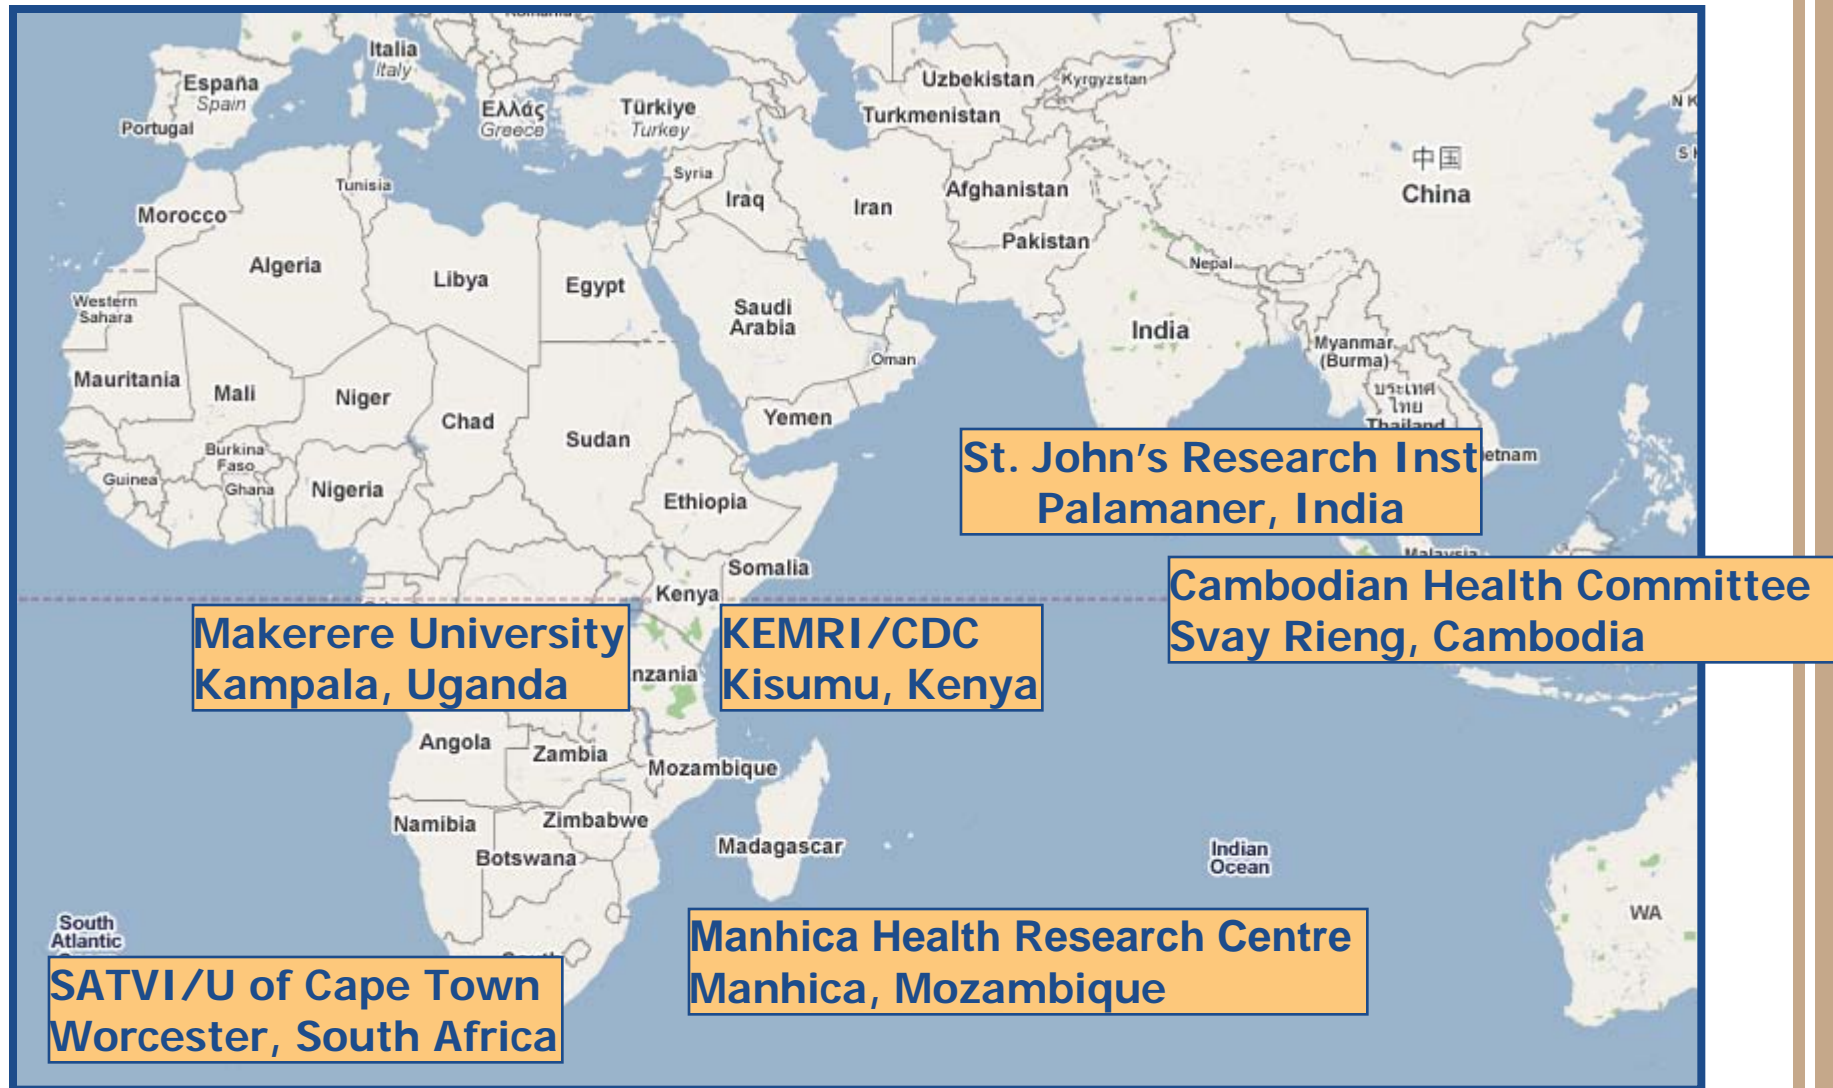 Italia
Italy
España
Spain
Portugal
Ελλάς
Greece
Türkiye
Turkey
Uzbekistan
Kyrgyzstan
Turkmenistan
N K
S
中国
China
Tunisia
Syria
Iraq
Iran
Afghanistan
Pakistan
Nepal
Morocco
Algeria
Libya
Egypt
Saudi
Arabia
Western
Sahara
India
Myanmar
(Burma)
Oman
Mauritania
Mali
Niger
Chad
Sudan
Yemen
ประเทศ
ไทย
Thailand
Burkina
Faso
Guinea
Ghana
Nigeria
Ethiopia
St. John's Research Inst
Palamaner, India
etnam
Malaysia
Somalia
Kenya
Cambodian Health Committee
Svay Rieng, Cambodia
Makerere University
Kampala, Uganda
KEMRI/CDC
Kisumu, Kenya
nzania
Angola
Zambia
Mozambique
Namibia
Zimbabwe
Botswana
Madagascar
Indian
Ocean
WA
South
Atlantic
Manhica Health Research Centre
Manhica, Mozambique
SATVI/U of Cape Town
Worcester, South Africa